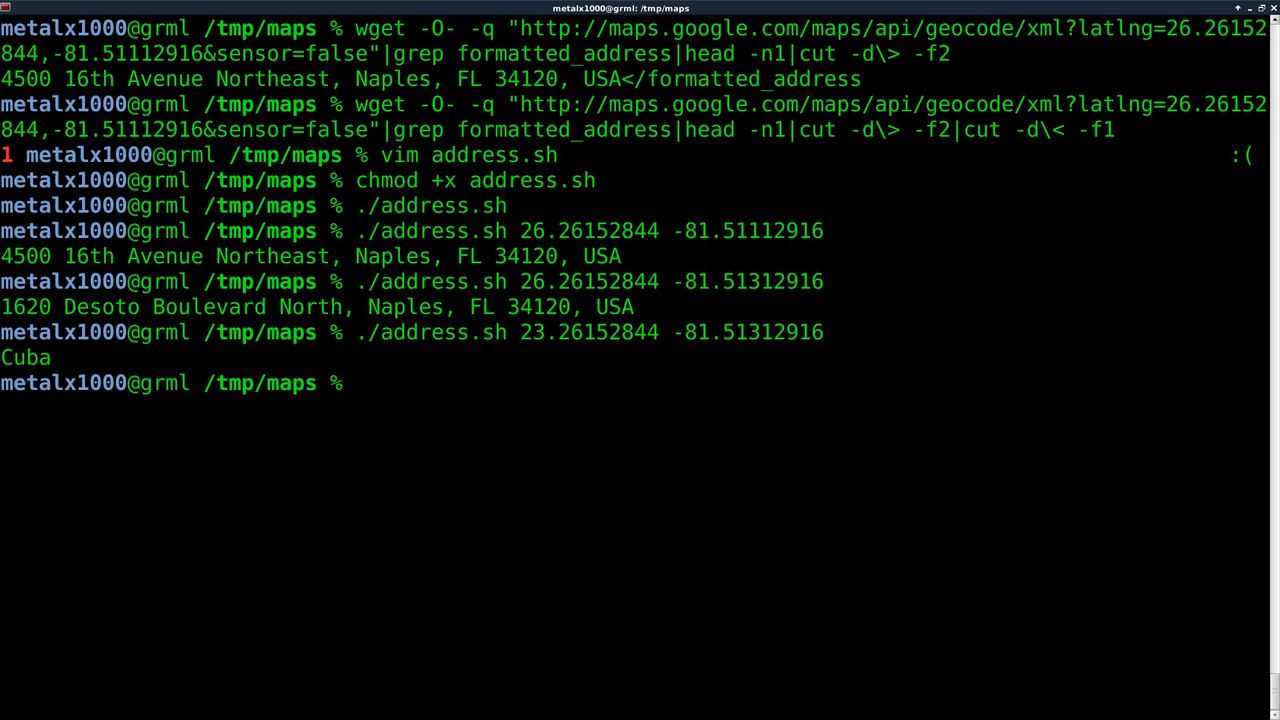 metalx1000@grml: /tmp/maps
metalx1000@grml /tmp/maps % wget -O- -q "http://maps.google.com/maps/api/geocode/xml?latlng=26.26152
844,-81.51112916&sensor=false"|grep formatted_address|head -n1|cut -d\> -f2
4500 16th Avenue Northeast, Naples, FL 34120, USA</formatted_address
metalx1000@grml /tmp/maps % wget -O- -q "http://maps.google.com/maps/api/geocode/xml?latlng=26.26152
844,-81.51112916&sensor=false"|grep formatted_address|head -n1|cut -d\> -f2|cut -d\< -f1
1 metalx1000@grml /tmp/maps % vim address.sh :(
metalx1000@grml /tmp/maps % chmod +x address.sh
metalx1000@grml /tmp/maps % ./address.sh
metalx1000@grml /tmp/maps % ./address.sh 26.26152844 -81.51112916
4500 16th Avenue Northeast, Naples, FL 34120, USA
metalx1000@grml /tmp/maps % ./address.sh 26.26152844 -81.51312916
1620 Desoto Boulevard North, Naples, FL 34120, USA
metalx1000@grml /tmp/maps % ./address.sh 23.26152844 -81.51312916
Cuba
metalx1000@grml /tmp/maps %